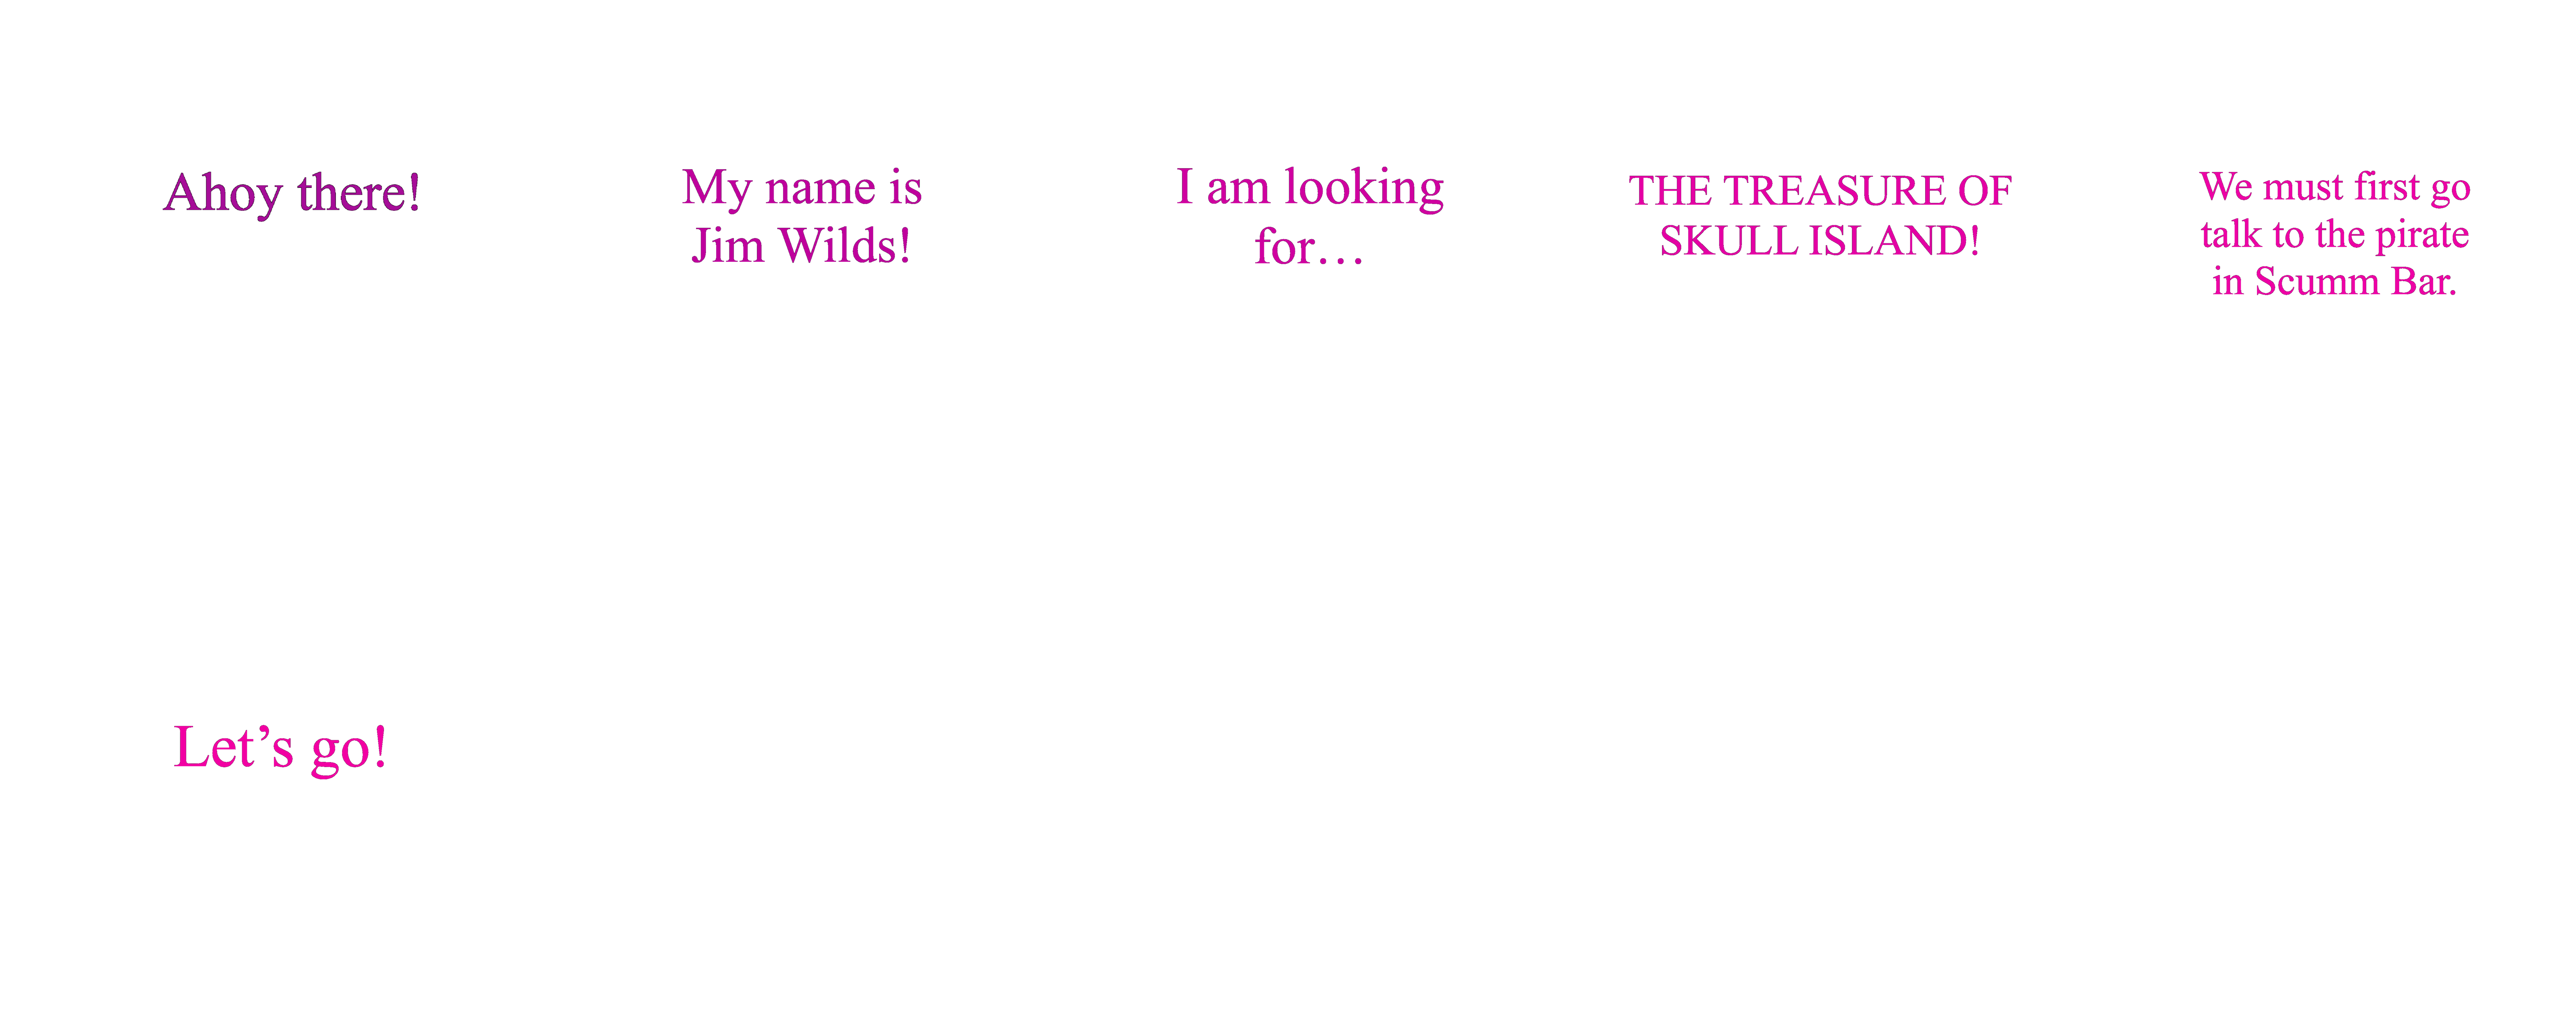 Ahoy there!
My name is
Jim Wilds!
I am looking
for…
THE TREASURE OF
SKULL ISLAND!
We must first go
talk to the pirate
in Scumm Bar.
Let’s go!